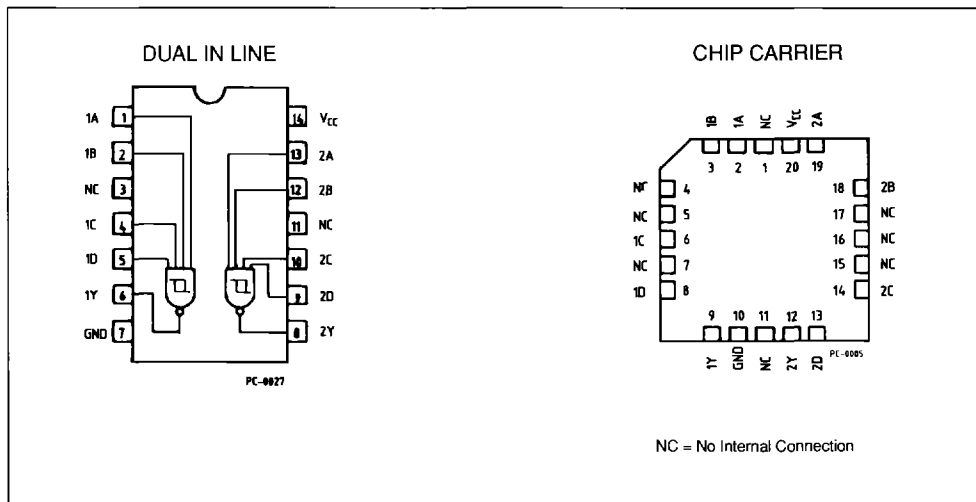 DUAL IN LINE
1A 1 14 VCC
1B 2 13 2A
NC 3 12 2B
1C 4 11 NC
1D 5 10 2C
1Y 6 9 2D
GND 7 8 2Y
PC-0027
CHIP CARRIER
1B 1A NC VCC 2A
3 2 1 20 19
NC 4 18 2B
NC 5 17 NC
1C 6 16 NC
NC 7 15 NC
1D 8 14 2C
9 10 11 12 13
1Y GND NC 2Y 2D
PC-0005
NC = No Internal Connection